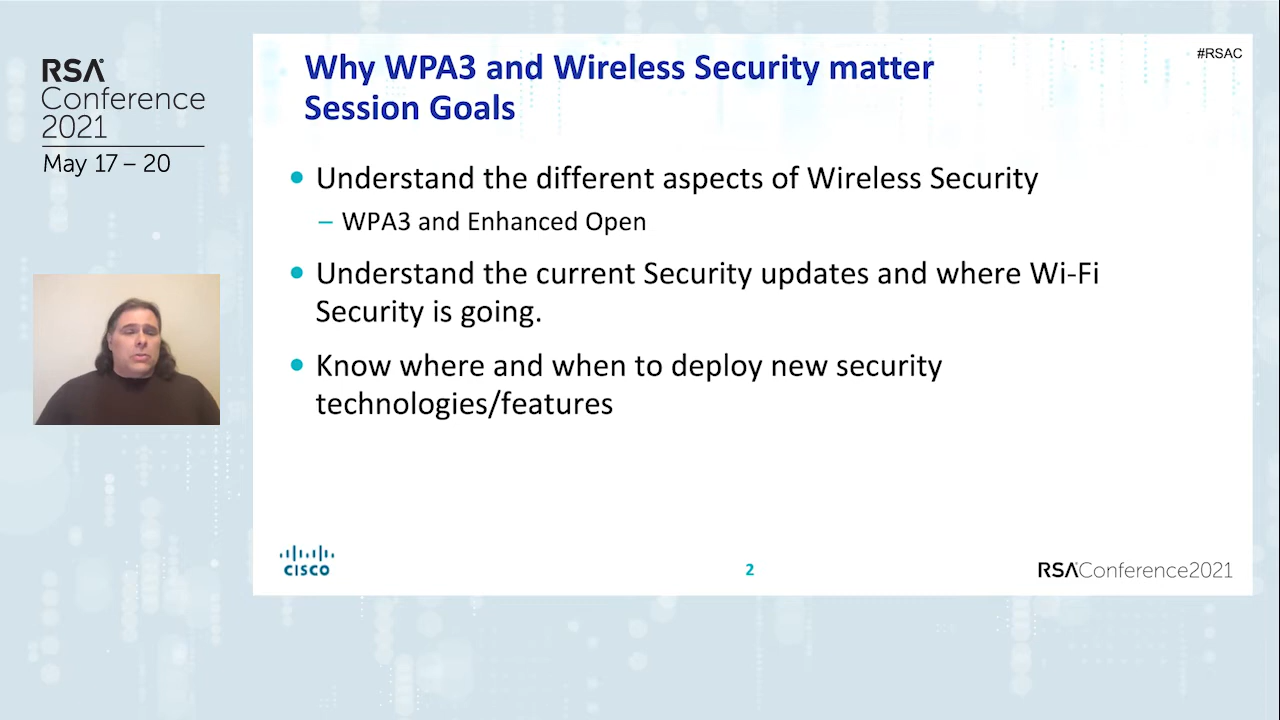 RSA
Conference
2021
May 17 – 20
#RSAC
Why WPA3 and Wireless Security matter
Session Goals
• Understand the different aspects of Wireless Security
– WPA3 and Enhanced Open
• Understand the current Security updates and where Wi-Fi
Security is going.
• Know where and when to deploy new security
technologies/features
CISCO
2
RSAConference2021